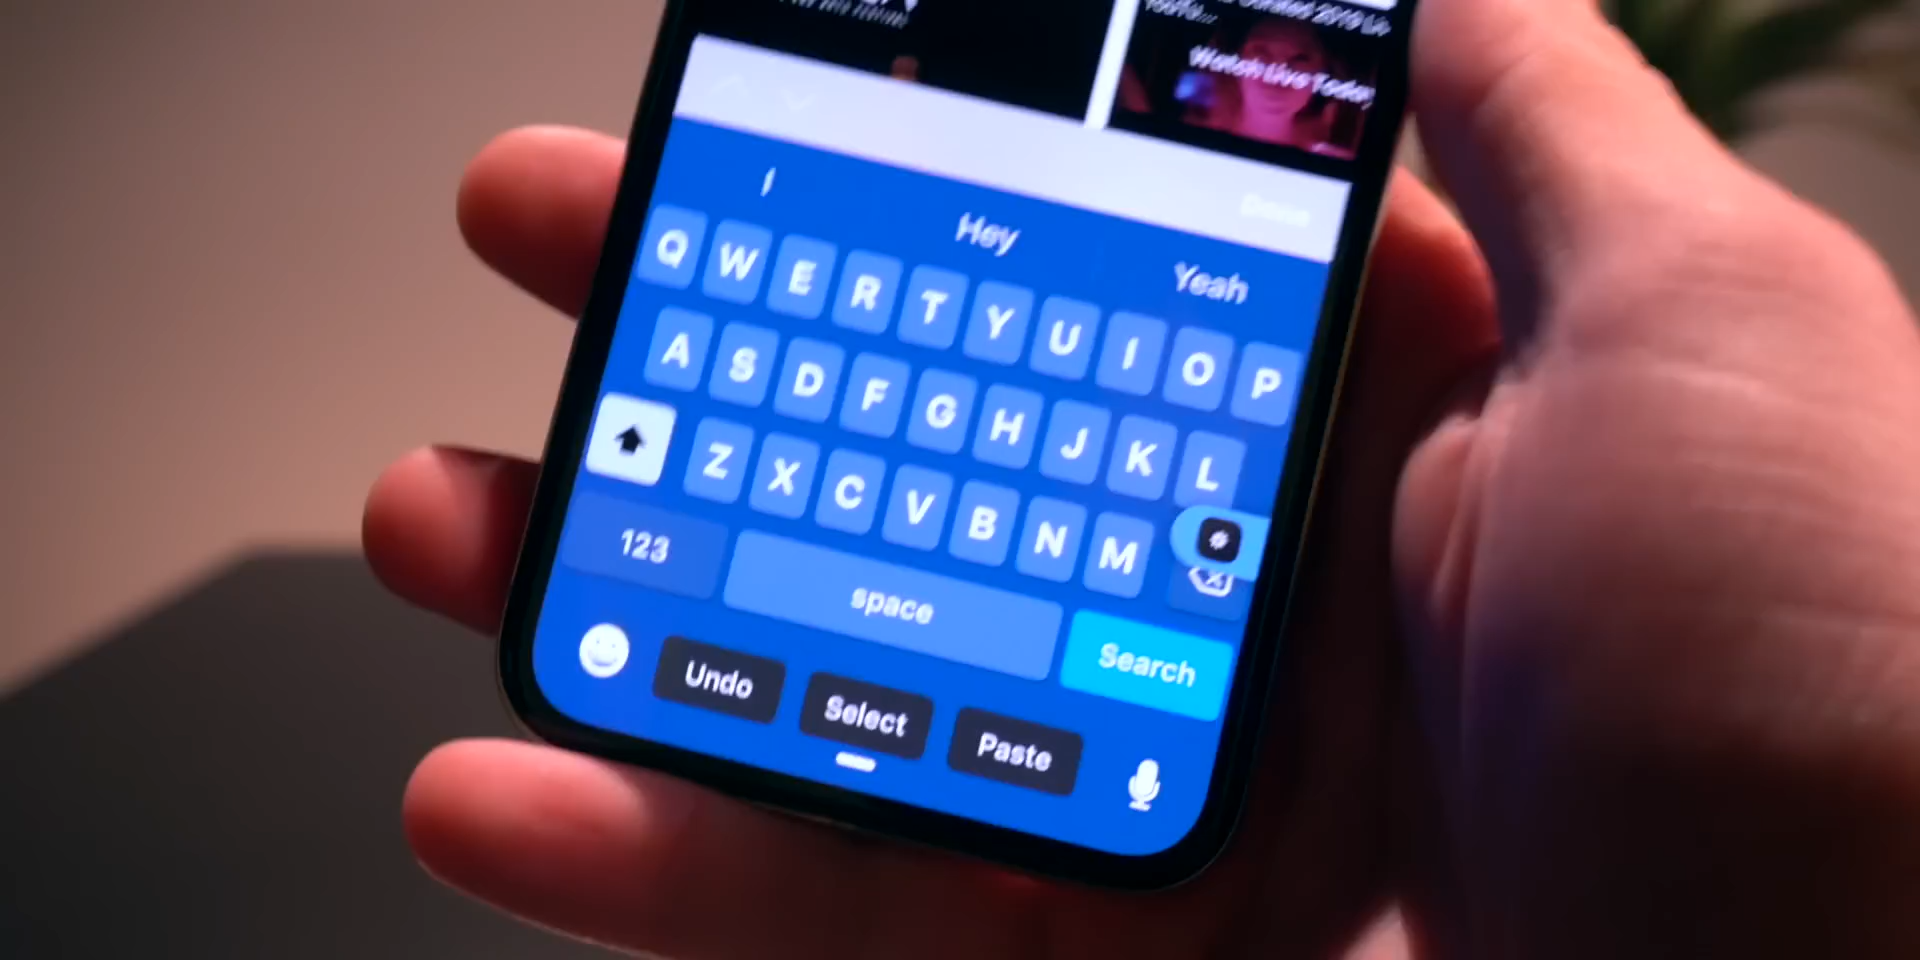 Watch Live Today
I Hey Yeah
Q W E R T Y U I O P
A S D F G H J K L
Z X C V B N M
123 space Search
Undo Select Paste